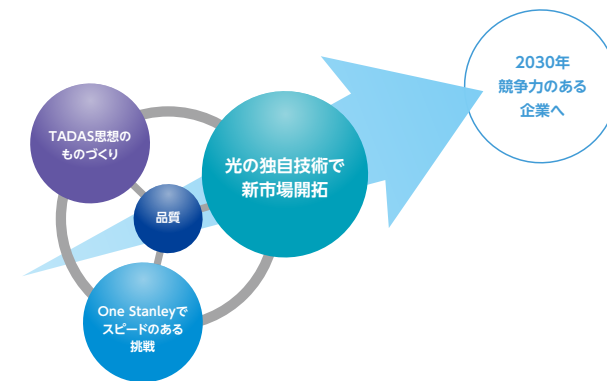 2030年
競争力のある
企業へ
TADAS思想の
ものづくり
光の独自技術で
新市場開拓
品質
One Stanleyで
スピードのある
挑戦